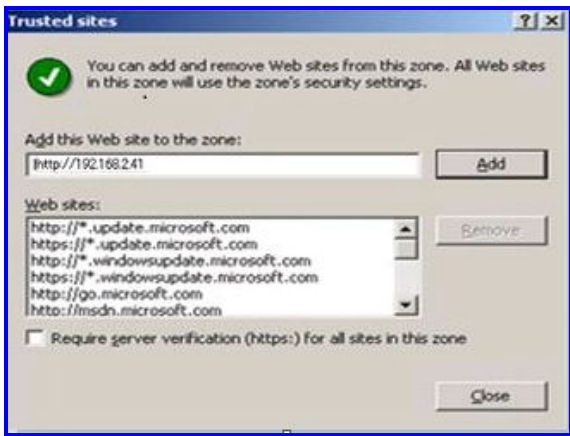 Trusted sites
You can add and remove Web sites from this zone. All Web sites
in this zone will use the zone's security settings.
Add this Web site to the zone:
http://192.168.2.41
Add
Web sites:
http://*.update.microsoft.com
https://*.update.microsoft.com
http://*.windowsupdate.microsoft.com
https://*.windowsupdate.microsoft.com
http://go.microsoft.com
http://msdn.microsoft.com
Remove
Require server verification (https:) for all sites in this zone
Close